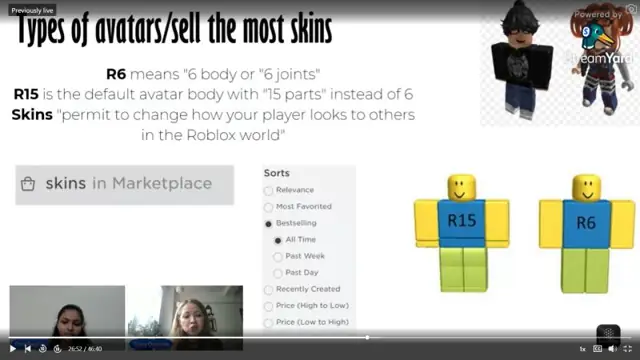 Previously live
Types of avatars/sell the most skins
Powered by
StreamYard
R6 means "6 body or "6 joints"
R15 is the default avatar body with "15 parts" instead of 6
Skins "permit to change how your player looks to others
in the Roblox world"
skins in Marketplace
Sorts
Relevance
Most Favorited
Bestselling
All Time
Past Week
Past Day
Recently Created
Price (High to Low)
Price (Low to High)
R15
R6
26:52 / 46:40
1x